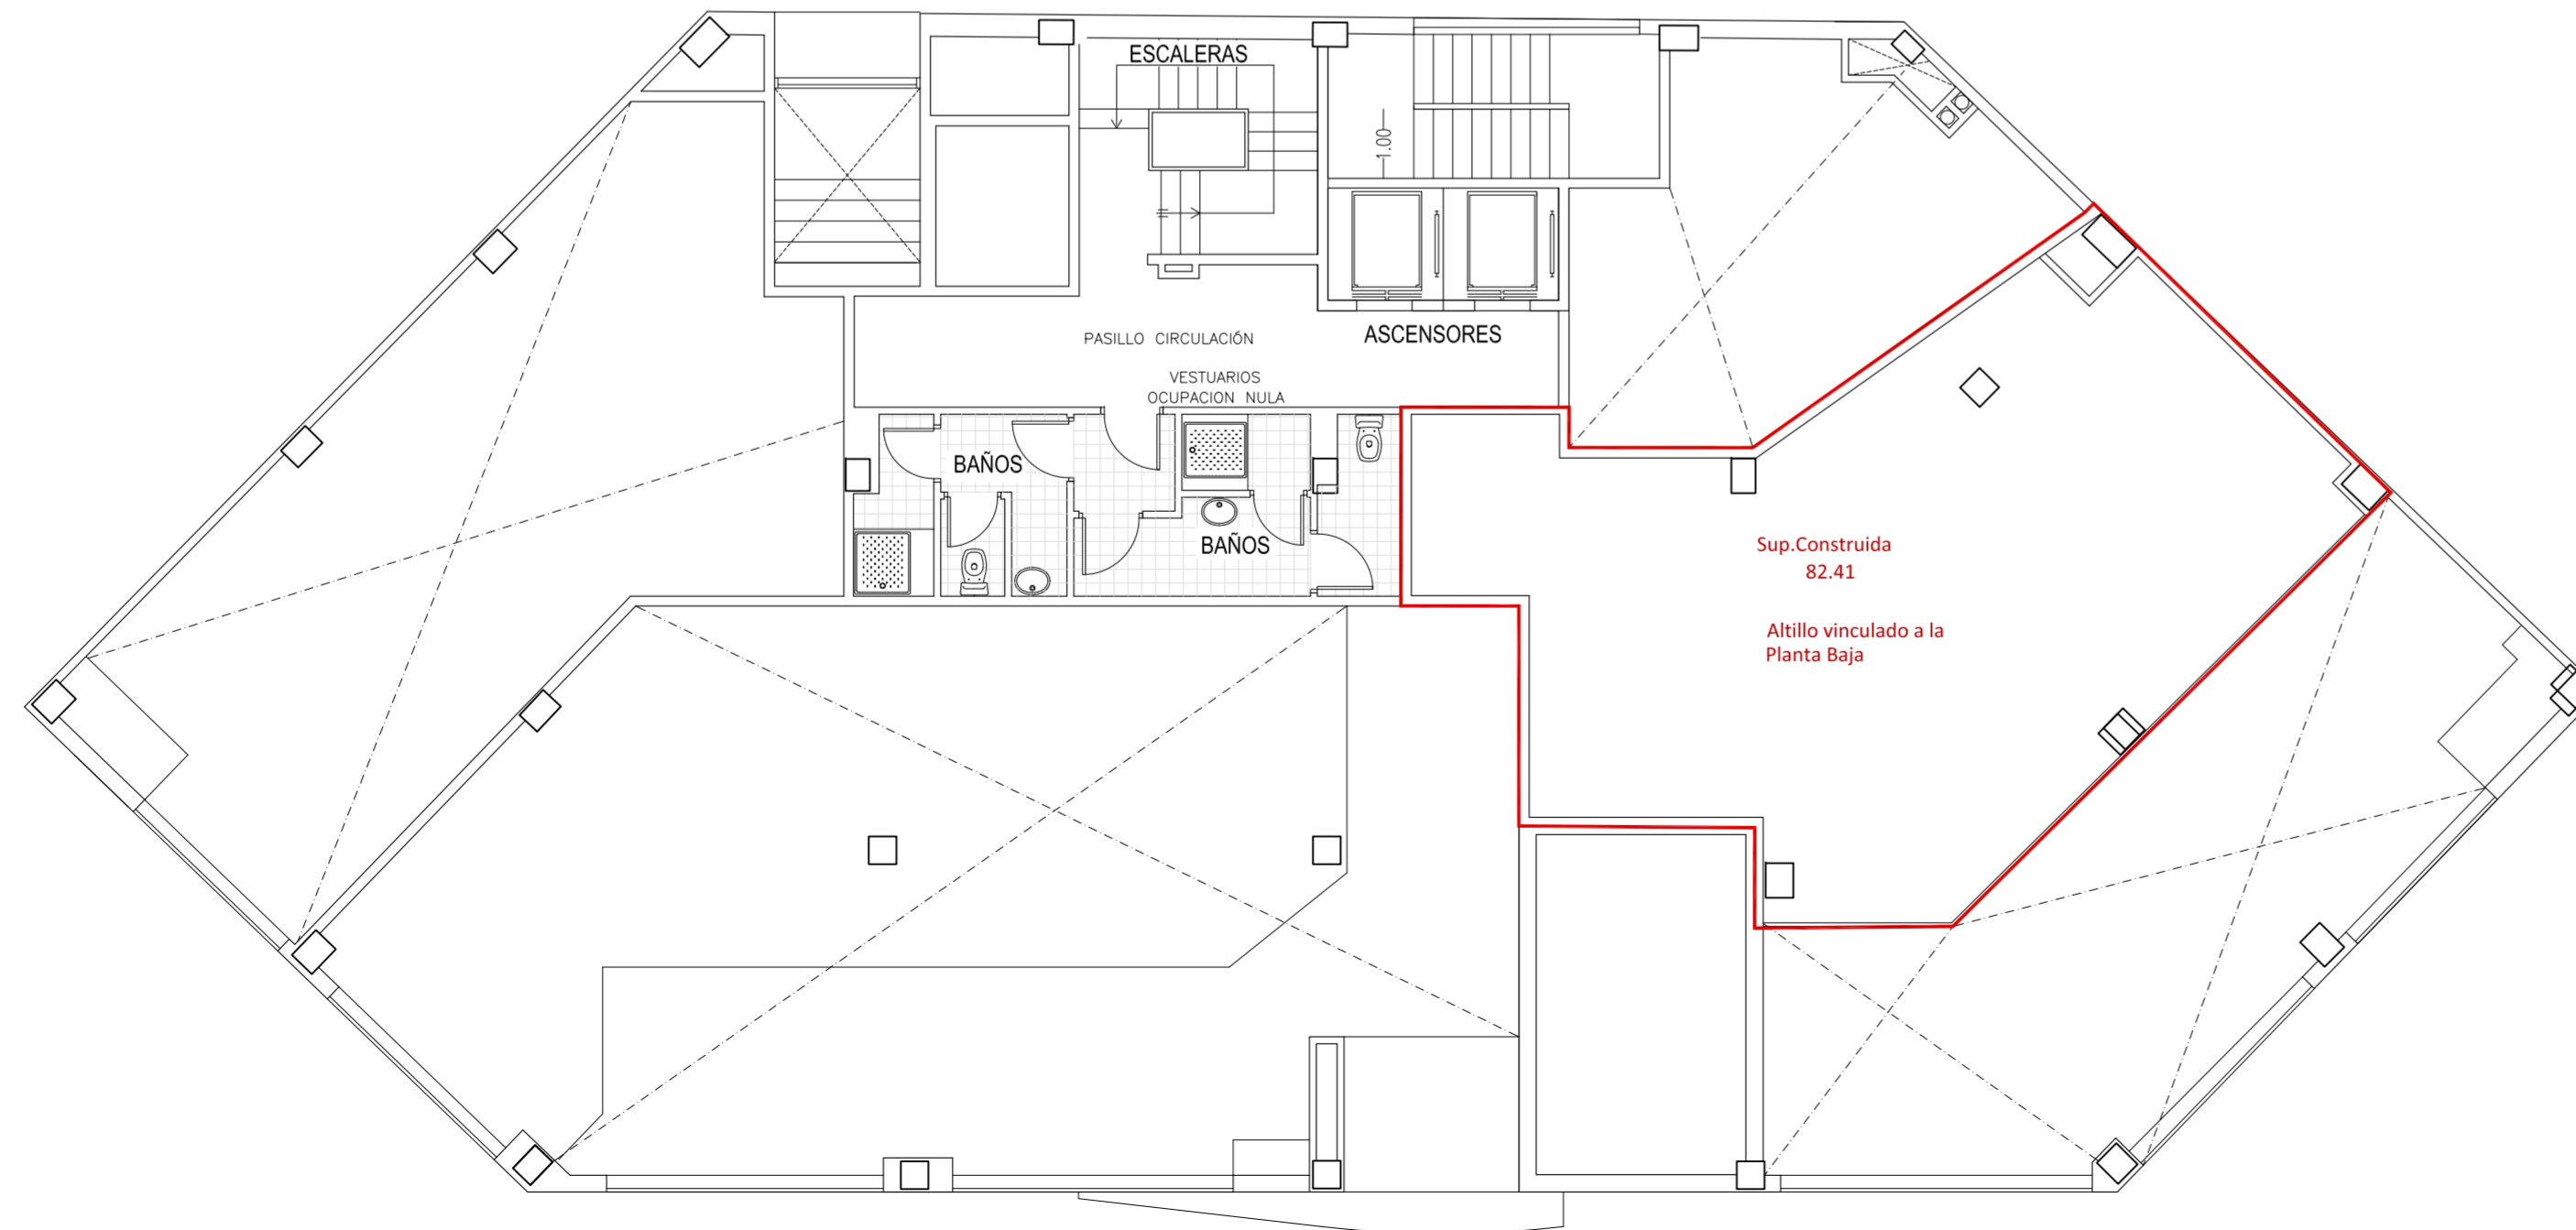 ESCALERAS
1.00
PASILLO CIRCULACIÓN
ASCENSORES
VESTUARIOS
OCUPACION NULA
BAÑOS
BAÑOS
Sup.Construida
82.41
Altillo vinculado a la
Planta Baja